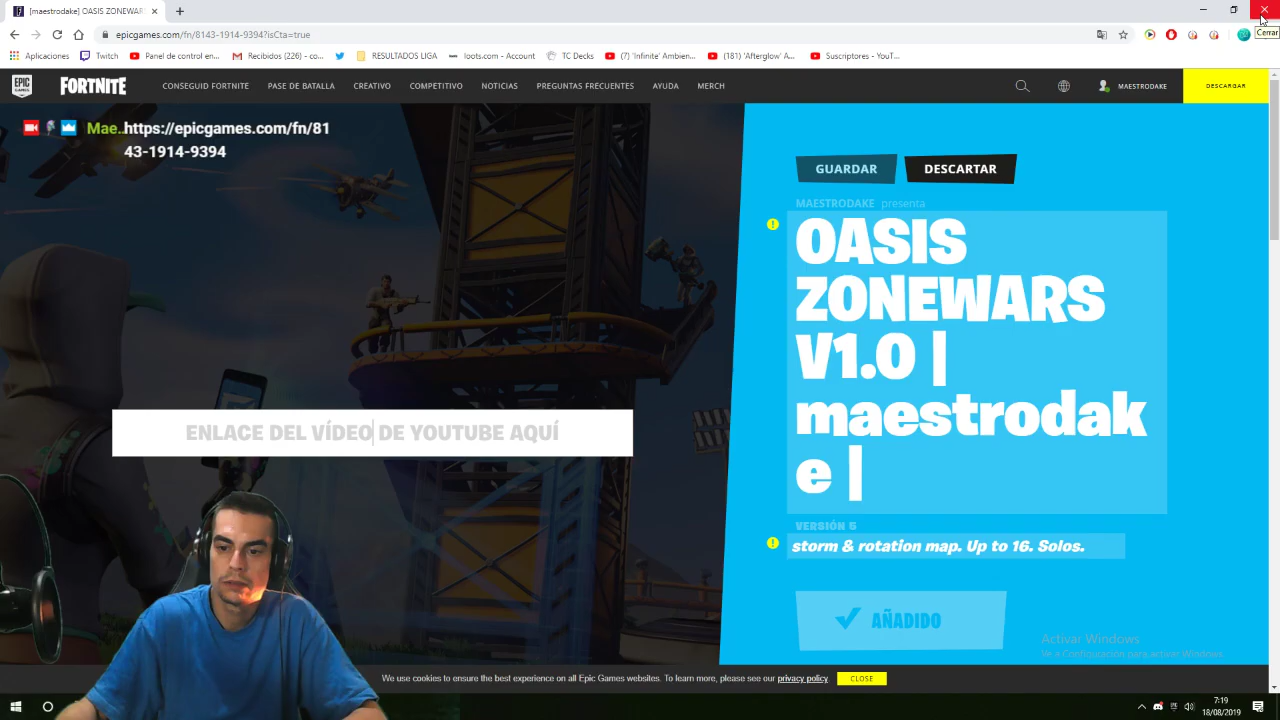 [maestrodake] OASIS ZONEWARS
Cerrar
epicgames.com/fn/8143-1914-9394?isCta=true
Aplicaciones Twitch Panel de control en... Recibidos (226) - co... RESULTADOS LIGA loots.com - Account TC Decks (7) 'Infinite' Ambien... (181) 'Afterglow' A... Suscriptores - YouT...
EPIC GAMES FORTNITE CONSEGUID FORTNITE PASE DE BATALLA CREATIVO COMPETITIVO NOTICIAS PREGUNTAS FRECUENTES AYUDA MERCH MAESTRODAKE DESCARGAR
Mae..https://epicgames.com/fn/81
43-1914-9394
GUARDAR DESCARTAR
MAESTRODAKE presenta
OASIS
ZONEWARS
V1.0 |
maestrodak
e |
VERSIÓN 5
storm & rotation map. Up to 16. Solos.
ENLACE DEL VÍDEO DE YOUTUBE AQUÍ
AÑADIDO
Activar Windows
Ve a Configuración para activar Windows.
We use cookies to ensure the best experience on all Epic Games websites. To learn more, please see our privacy policy CLOSE
7:19
18/08/2019